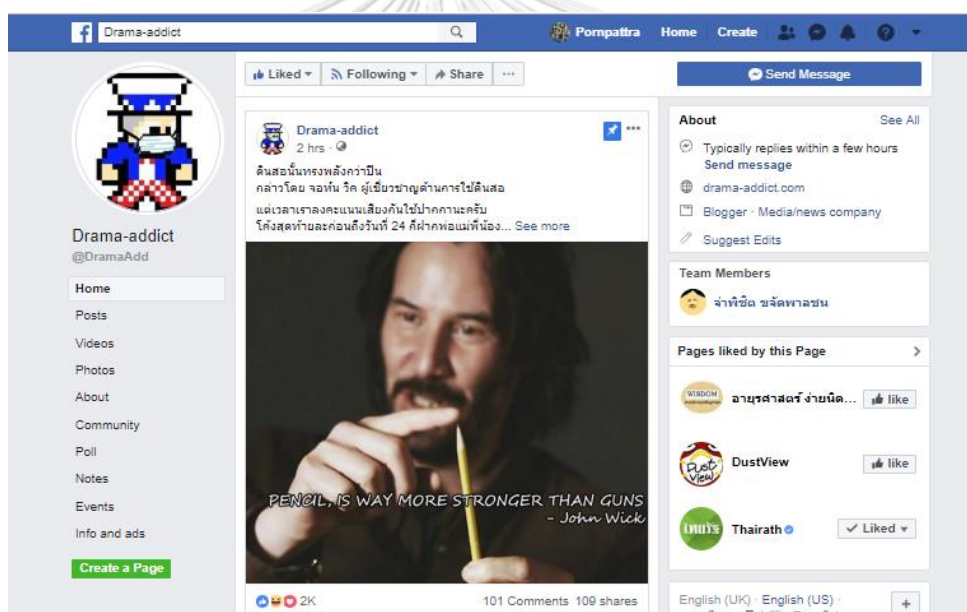 Drama-addict
Pornpattra
Home
Create
Liked
Following
Share
Send Message
Drama-addict
@DramaAdd
Home
Posts
Videos
Photos
About
Community
Poll
Notes
Events
Info and ads
Create a Page
Drama-addict
2 hrs ·
ดินสอนั้นทรงพลังกว่าปืน
กล่าวโดย จอห์น วิค ผู้เชี่ยวชาญด้านการใช้ดินสอ
แต่เวลาเราลงคะแนนเสียงกันใช้ปากกานะครับ
โค้งสุดท้ายละก่อนถึงวันที่ 24 ก็ฝากพ่อแม่พี่น้อง... See more
PENCIL, IS WAY MORE STRONGER THAN GUNS
- John Wick
2K
101 Comments 109 shares
About
See All
Typically replies within a few hours
Send message
drama-addict.com
Blogger · Media/news company
Suggest Edits
Team Members
จ่าพิชิต ขจัดพาลชน
Pages liked by this Page
WISDOM
อายุรศาสตร์ ง่ายนิด...
like
Dust
View
DustView
like
ไทยรัฐ
Thairath
Liked
English (UK) · English (US) ·